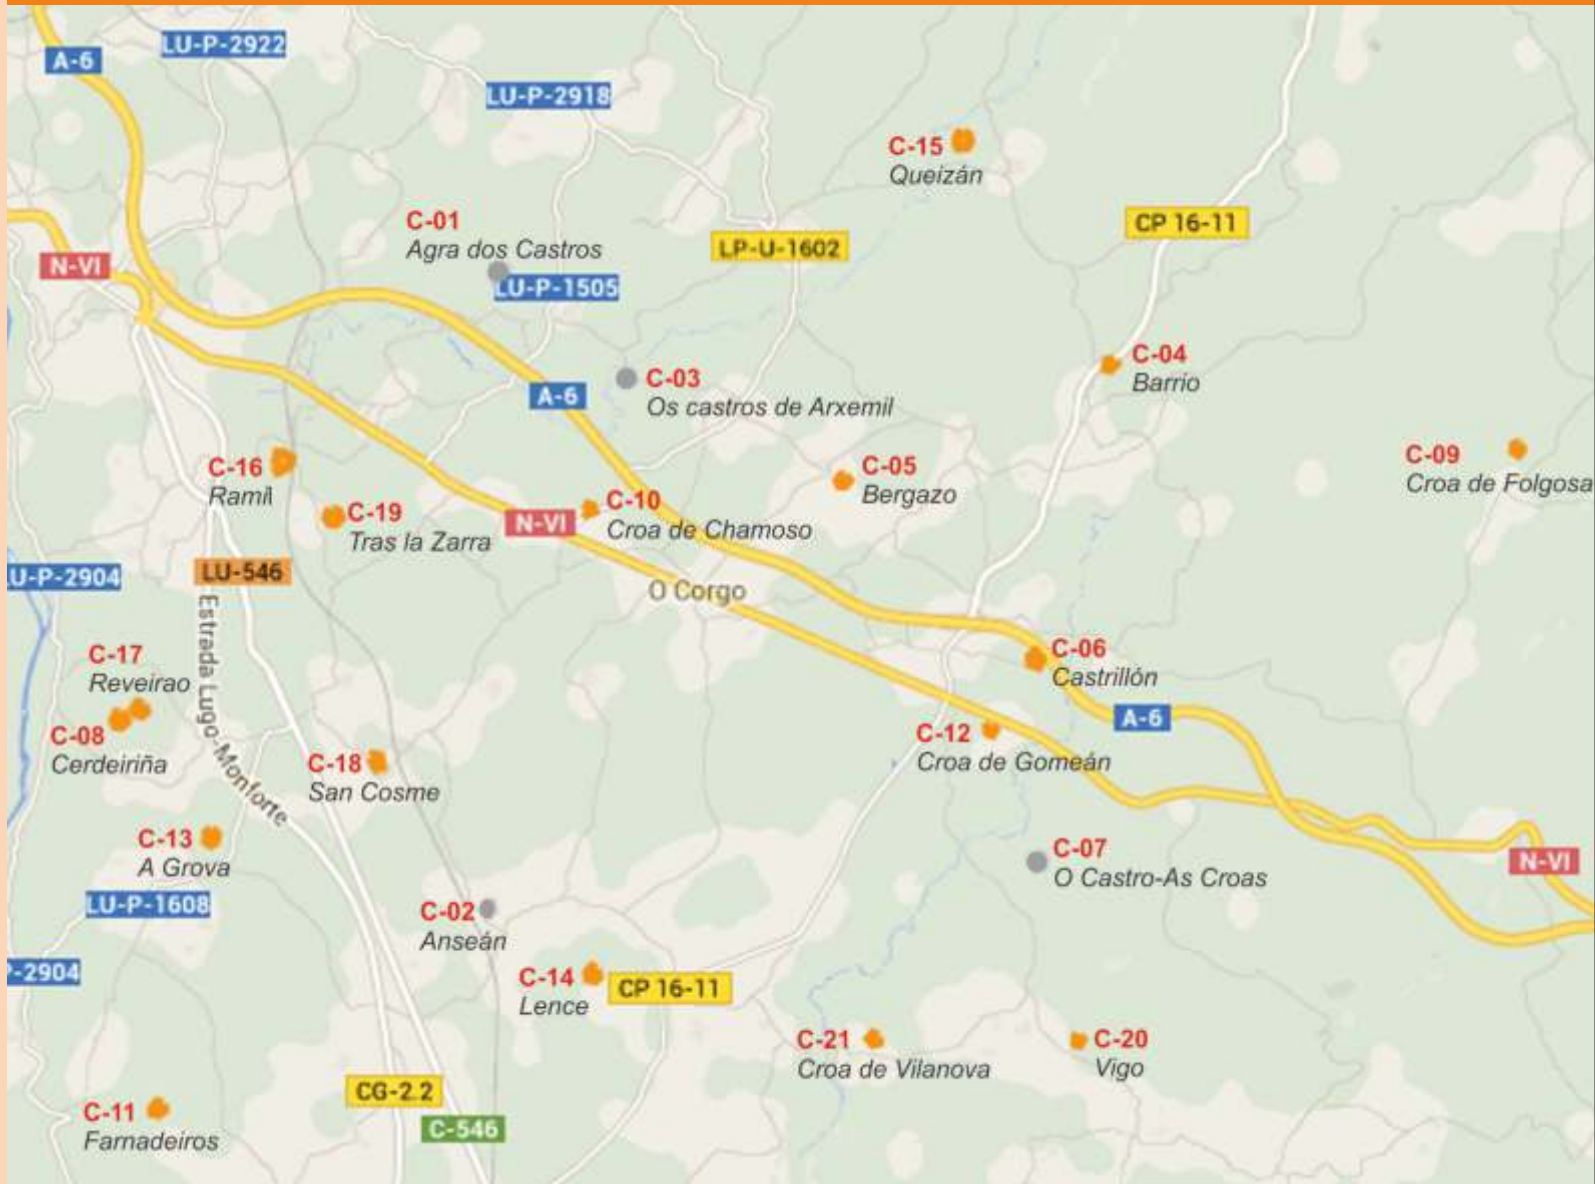 A-6
LU-P-2922
LU-P-2918
C-15
Queizán
C-01
Agra dos Castros
LP-U-1602
CP 16-11
N-VI
LU-P-1505
C-03
Os castros de Arxemil
A-6
C-04
Barrio
C-16
Ramil
C-05
Bergazo
C-09
Croa de Folgosa
C-19
Tras la Zarra
N-VI
C-10
Croa de Chamoso
LU-P-2904
LU-546
O Corgo
Estrada Lugo-Monforte
C-17
Reveirao
C-06
Castrillón
C-08
Cerdeiriña
A-6
C-12
Croa de Gomeán
C-18
San Cosme
C-13
A Grova
C-07
O Castro-As Croas
N-VI
LU-P-1608
C-02
Anseán
P-2904
C-14
Lence
CP 16-11
C-21
Croa de Vilanova
C-20
Vigo
CG-2.2
C-11
Farnadeiros
C-546